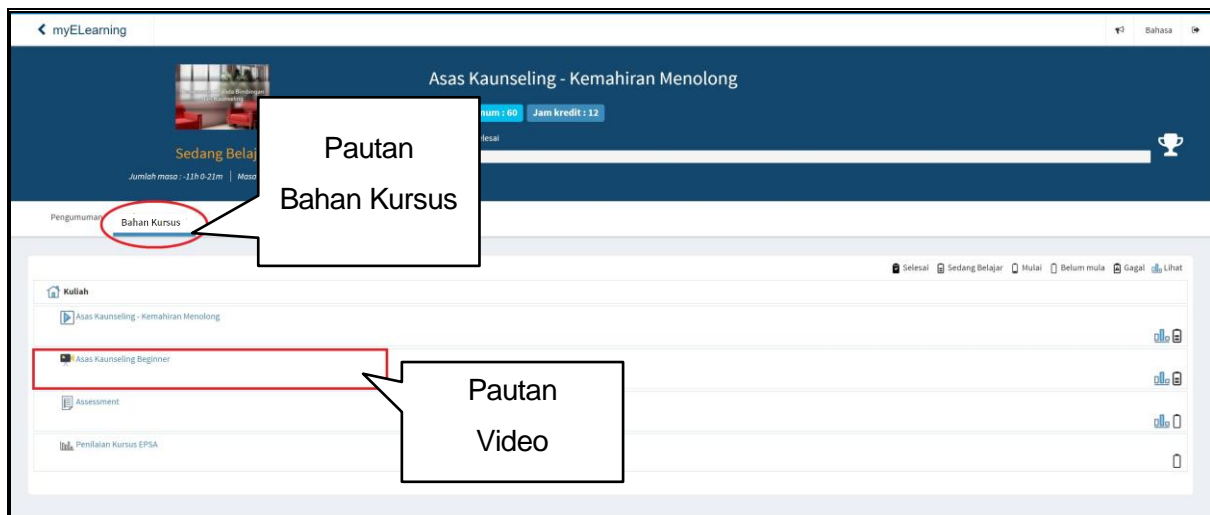 myELearning
Bahasa
Asas Kaunseling - Kemahiran Menolong
num : 60 Jam kredit : 12
lesai
Sedang Belaj
Jumlah masa : -11h 0-21m | Masa
Pautan
Bahan Kursus
Pengumuman
Bahan Kursus
Selesai Sedang Belajar Mulai Belum mula Gagal Lihat
Kuliah
Asas Kaunseling - Kemahiran Menolong
Asas Kaunseling Beginner
Assessment
Penilaian Kursus EPSA
Pautan
Video